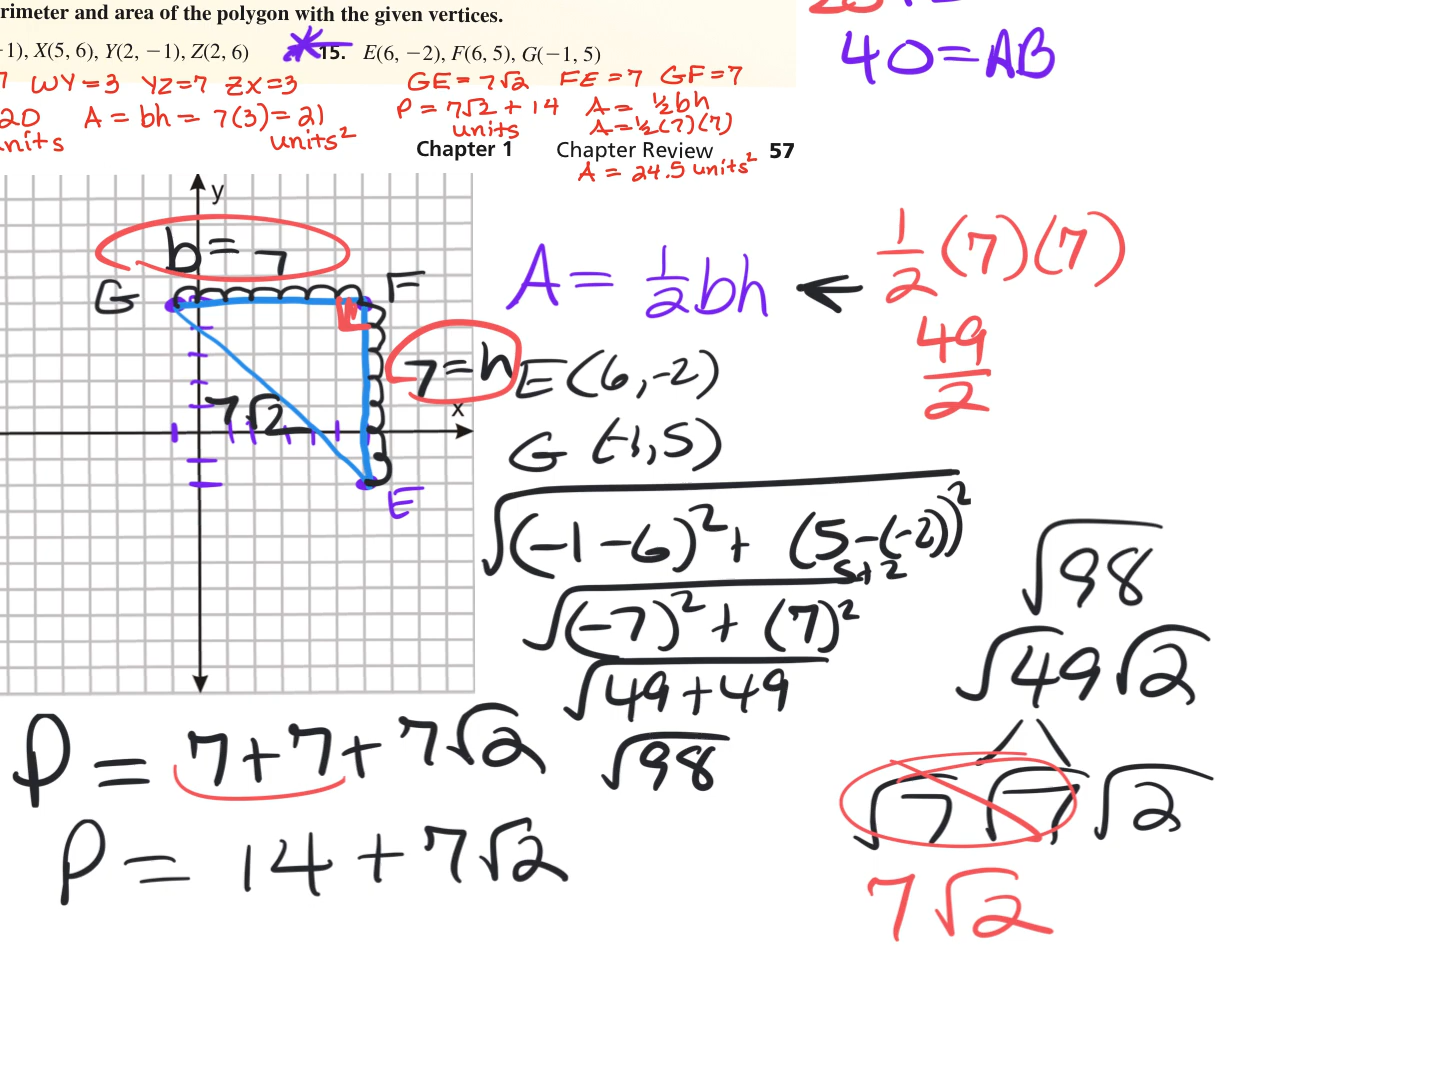 rimeter and area of the polygon with the given vertices.
-1), X(5, 6), Y(2, −1), Z(2, 6)
15. E(6, −2), F(6, 5), G(−1, 5)
7 WY=3 YZ=7 ZX=3
20 A = bh = 7(3)=21
nits units²
GE = 7√2 FE = 7 GF = 7
P = 7√2 + 14 A = ½bh
units A=½(7)(7)
A = 24.5 units²
Chapter 1 Chapter Review 57
40=AB
y
b = 7
G
F
7=h
7√2
x
E
A = ½bh ←
½(7)(7)
49/2
E(6,-2)
G(-1,5)
√(-1-6)²+ (5-(-2))²
5+2
√(-7)²+(7)²
√49+49
√98
√98
√49√2
√7√7√2
7√2
P = 7+7+7√2
P = 14+7√2